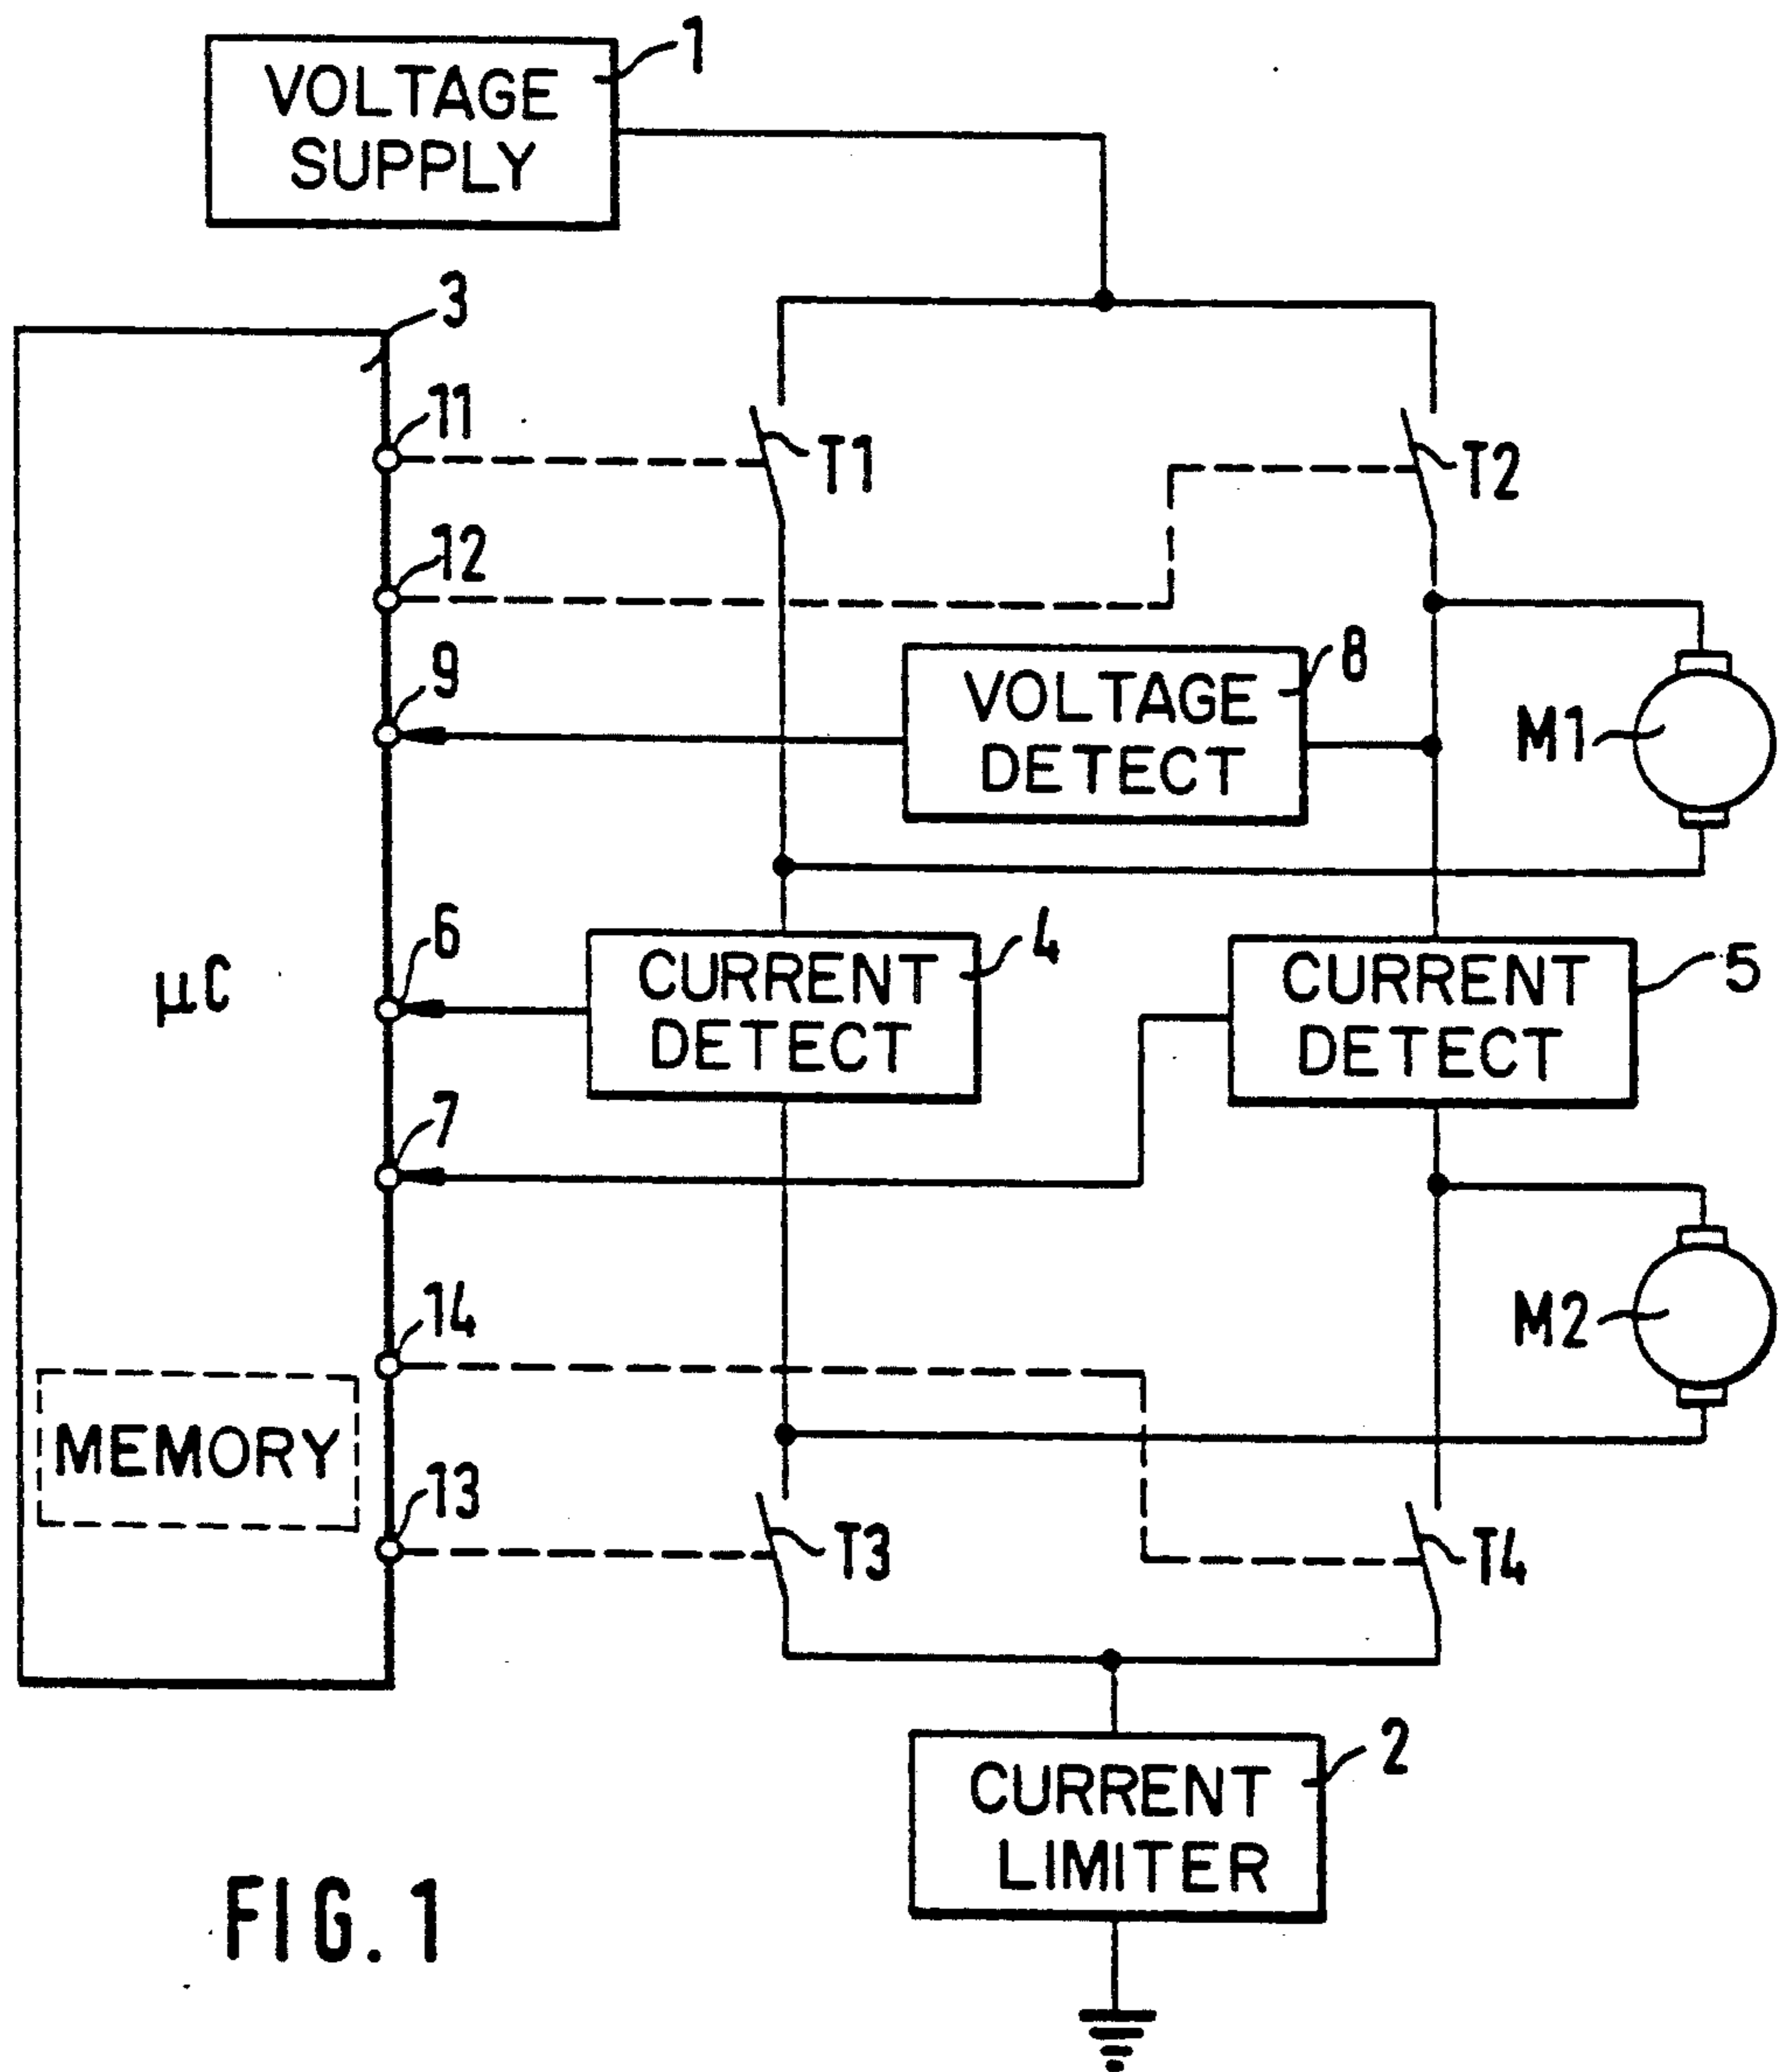 1
VOLTAGE
SUPPLY
3
11
T1
T2
12
8
9
VOLTAGE
DETECT
M1
6
4
CURRENT
DETECT
CURRENT
DETECT
5
µC
7
14
M2
MEMORY
13
T3
T4
2
CURRENT
LIMITER
FIG. 1